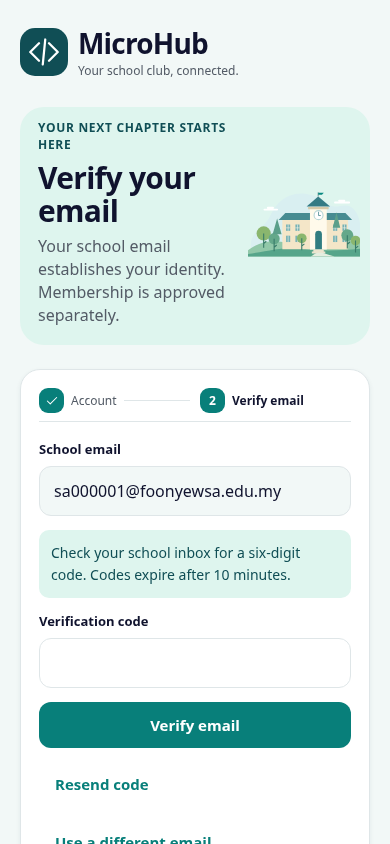 MicroHub
Your school club, connected.
YOUR NEXT CHAPTER STARTS
HERE
Verify your
email
Your school email
establishes your identity.
Membership is approved
separately.
Account
2 Verify email
School email
sa000001@foonyewsa.edu.my
Check your school inbox for a six-digit
code. Codes expire after 10 minutes.
Verification code
Verify email
Resend code
Use a different email